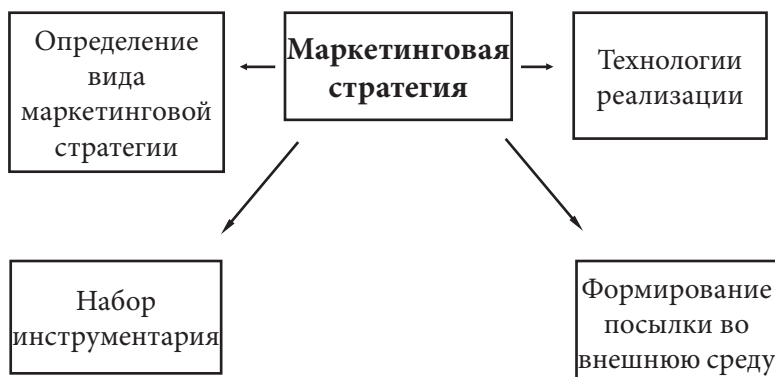 Определение
вида
маркетинговой
стратегии
Маркетинговая
стратегия
Технологии
реализации
Набор
инструментария
Формирование
посылки во
внешнюю среду